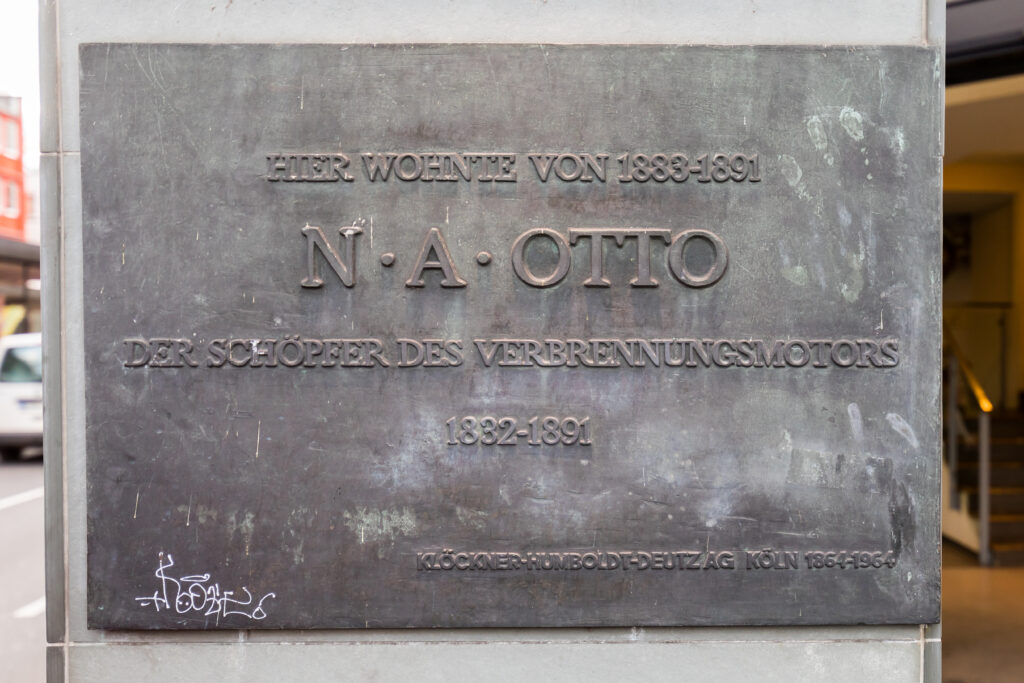 HIER WOHNTE VON 1883-1891
N·A·OTTO
DER SCHÖPFER DES VERBRENNUNGSMOTORS
1832-1891
KLÖCKNER-HUMBOLDT-DEUTZ AG KÖLN 1864-1964